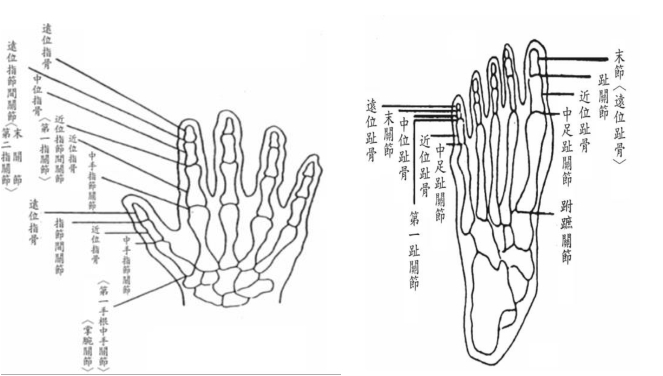 遠位指骨
遠位指節間關節〈末關節〉
〈第二指關節〉
中位指骨
近位指節間關節
〈第一指關節〉
近位指骨
中手指節關節
遠位指骨
指節間關節
近位指骨
中手指節關節
〈第一手根中手關節〉
〈掌腕關節〉
遠位趾骨
末關節
中位趾骨
第一趾關節
近位趾骨
中足趾關節
末節〈遠位趾骨〉
趾關節
近位趾骨
中足趾關節
跗蹠關節